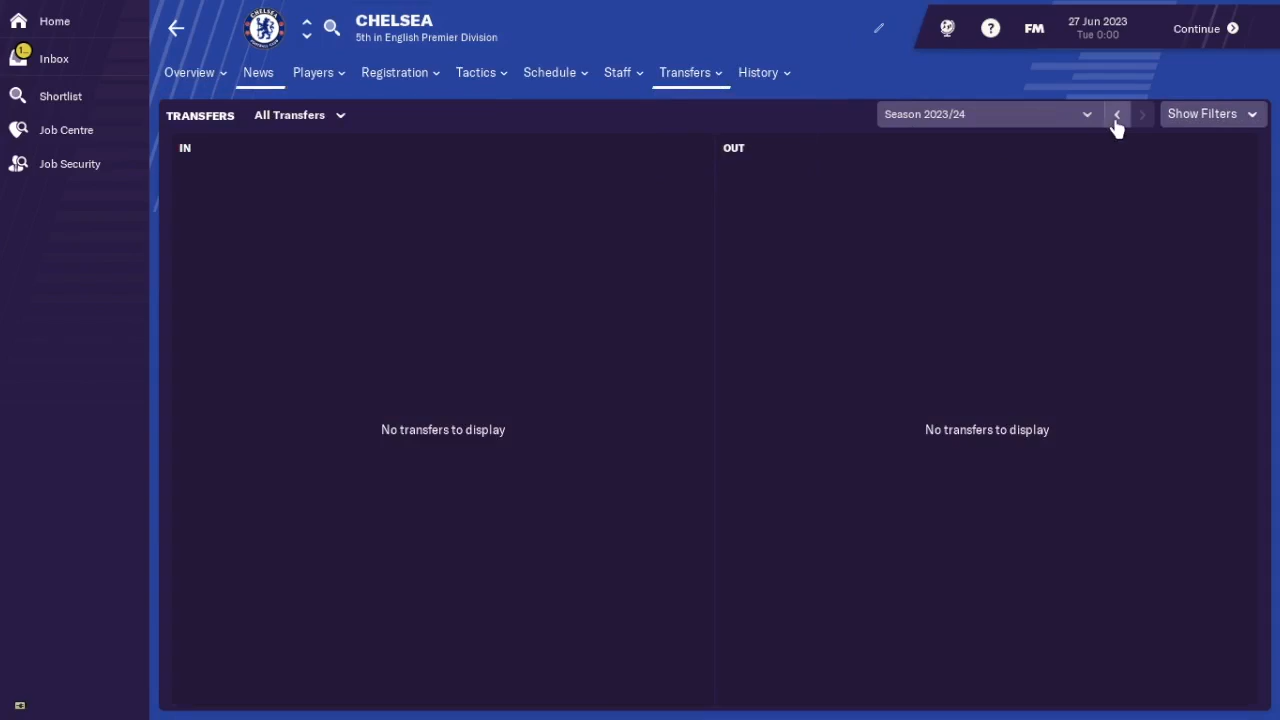 Home
Inbox
Shortlist
Job Centre
Job Security
CHELSEA
5th in English Premier Division
FM
27 Jun 2023
Tue 0:00
Continue
Overview
News
Players
Registration
Tactics
Schedule
Staff
Transfers
History
TRANSFERS
All Transfers
Season 2023/24
Show Filters
IN
OUT
No transfers to display
No transfers to display